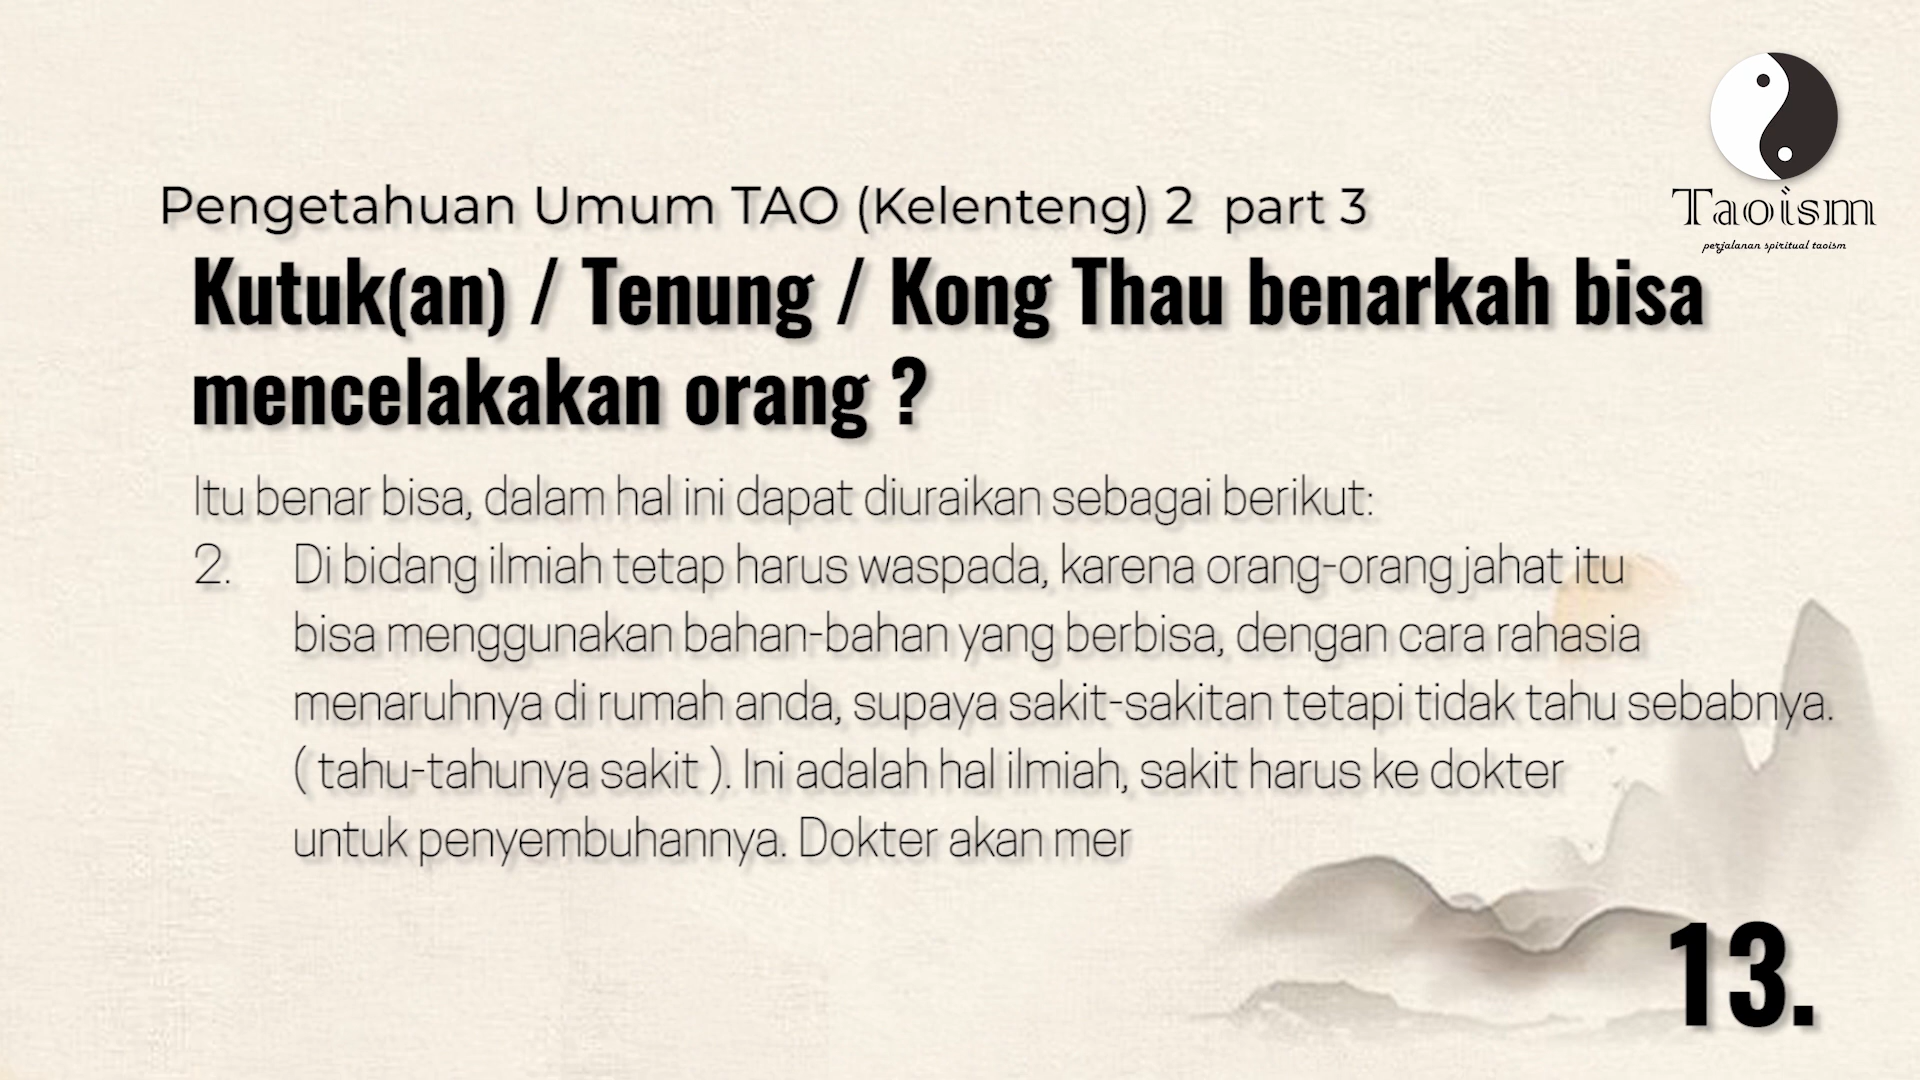 Taoism
perjalanan spiritual taoism
Pengetahuan Umum TAO (Kelenteng) 2 part 3
Kutuk(an) / Tenung / Kong Thau benarkah bisa
mencelakakan orang ?
Itu benar bisa, dalam hal ini dapat diuraikan sebagai berikut:
2. Di bidang ilmiah tetap harus waspada, karena orang-orang jahat itu
bisa menggunakan bahan-bahan yang berbisa, dengan cara rahasia
menaruhnya di rumah anda, supaya sakit-sakitan tetapi tidak tahu sebabnya.
( tahu-tahunya sakit ). Ini adalah hal ilmiah, sakit harus ke dokter
untuk penyembuhannya. Dokter akan mer
13.